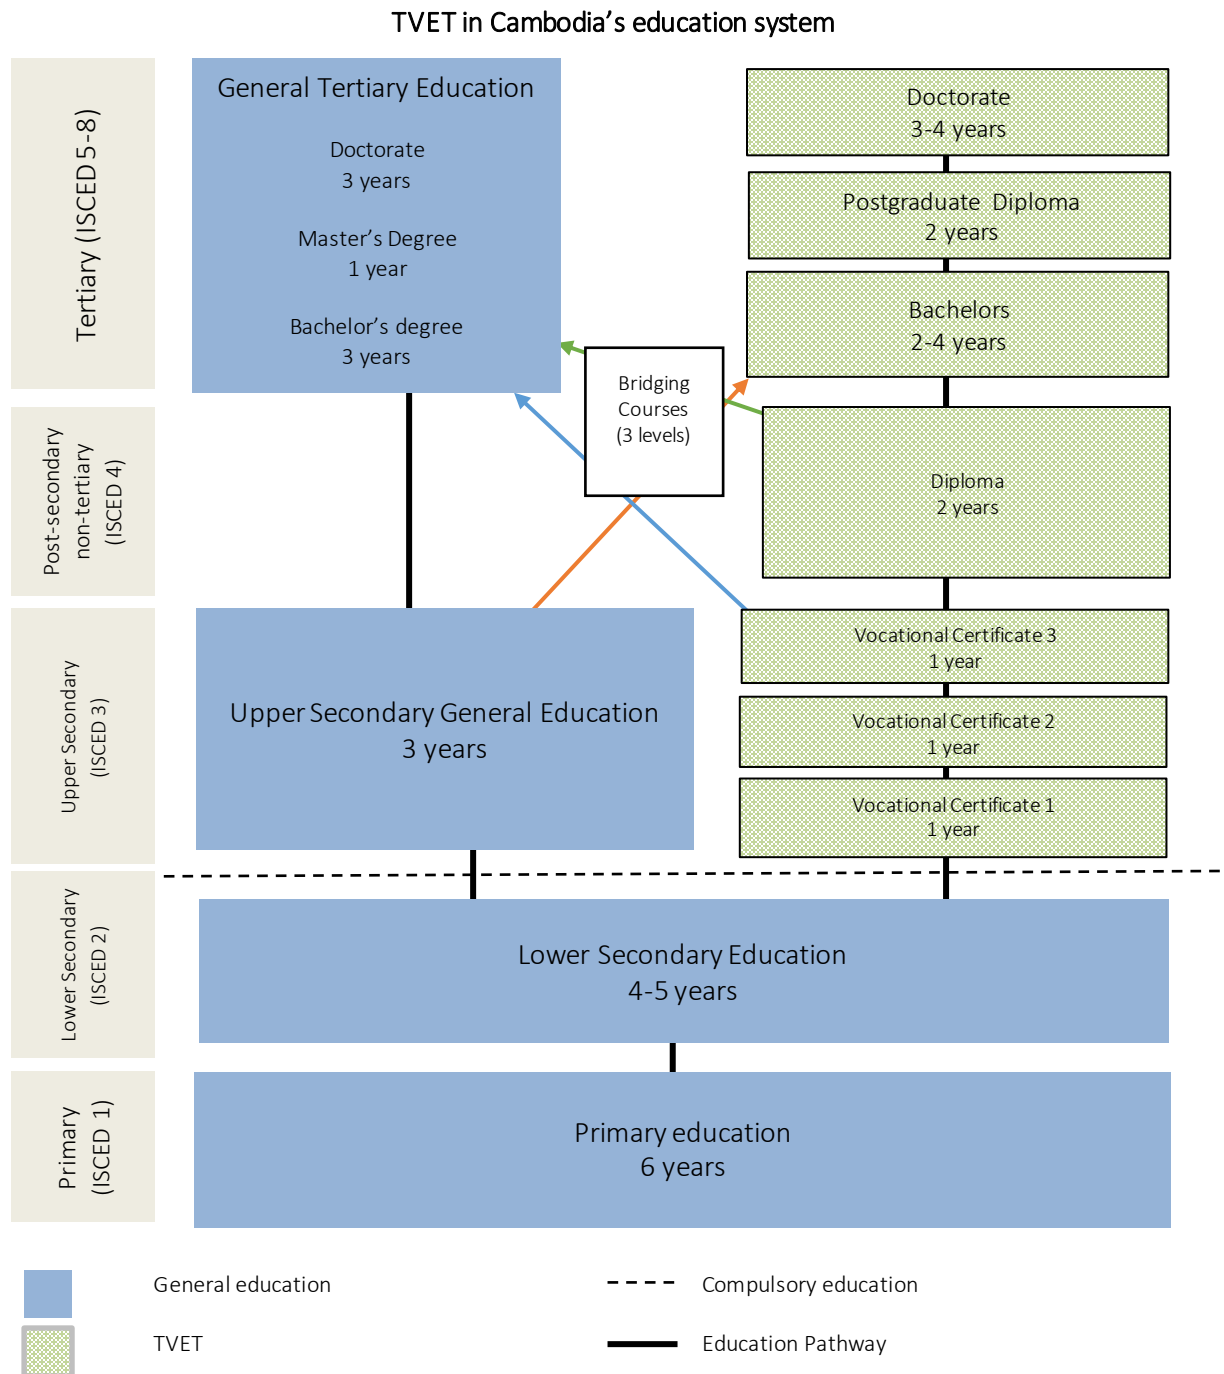 TVET in Cambodia's education system
Tertiary (ISCED 5-8)
General Tertiary Education
Doctorate
3 years
Master's Degree
1 year
Bachelor's degree
3 years
Doctorate
3-4 years
Postgraduate Diploma
2 years
Bachelors
2-4 years
Bridging
Courses
(3 levels)
Post-secondary
non-tertiary
(ISCED 4)
Diploma
2 years
Upper Secondary
(ISCED 3)
Upper Secondary General Education
3 years
Vocational Certificate 3
1 year
Vocational Certificate 2
1 year
Vocational Certificate 1
1 year
Lower Secondary
(ISCED 2)
Lower Secondary Education
4-5 years
Primary
(ISCED 1)
Primary education
6 years
General education
Compulsory education
TVET
Education Pathway